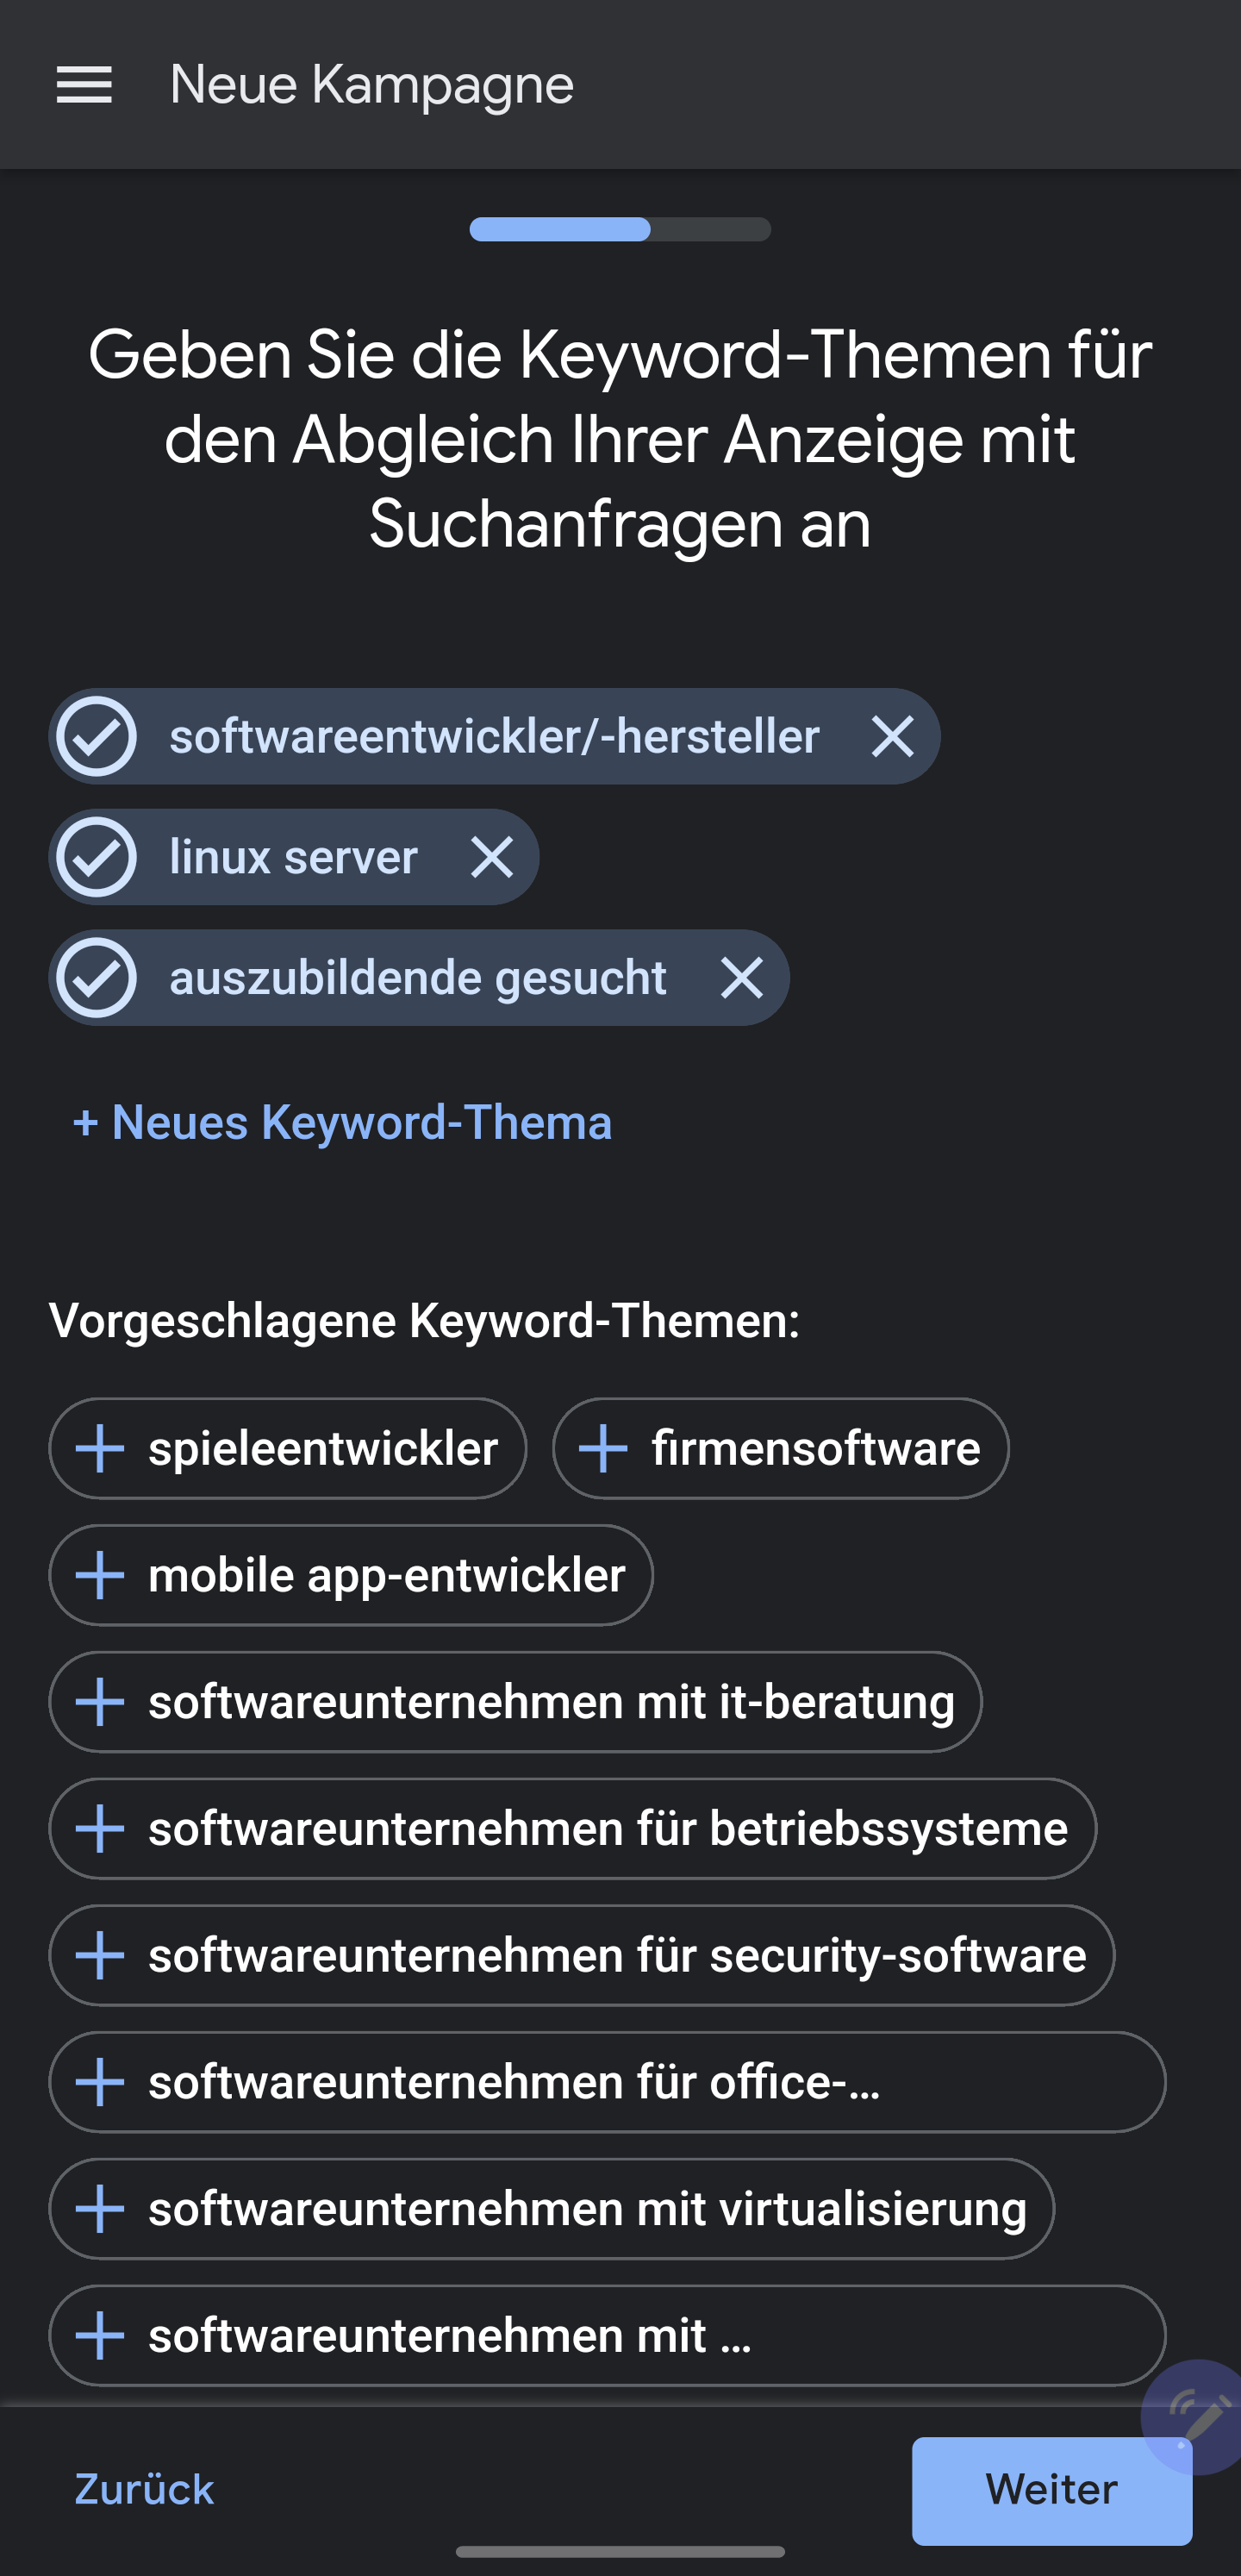 Neue Kampagne
Geben Sie die Keyword-Themen für
den Abgleich Ihrer Anzeige mit
Suchanfragen an
softwareentwickler/-hersteller
linux server
auszubildende gesucht
+ Neues Keyword-Thema
Vorgeschlagene Keyword-Themen:
spieleentwickler firmensoftware
mobile app-entwickler
softwareunternehmen mit it-beratung
softwareunternehmen für betriebssysteme
softwareunternehmen für security-software
softwareunternehmen für office-...
softwareunternehmen mit virtualisierung
softwareunternehmen mit ...
Zurück Weiter